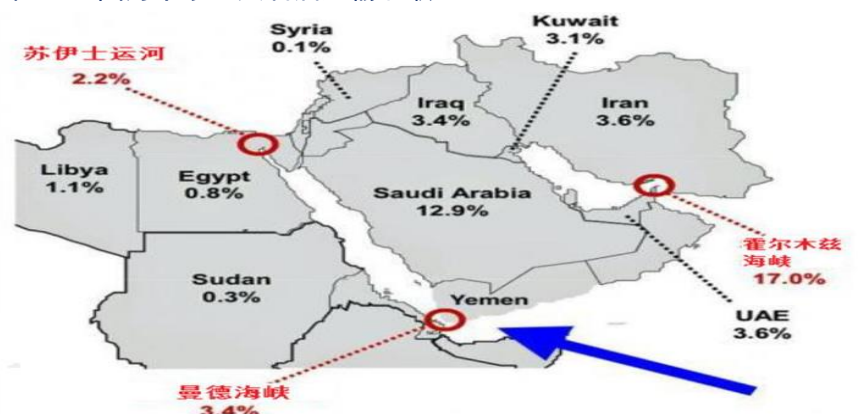 Syria
0.1%
Kuwait
3.1%
苏伊士运河
2.2%
Iraq
3.4%
Iran
3.6%
Libya
1.1%
Egypt
0.8%
Saudi Arabia
12.9%
霍尔木兹
海峡
17.0%
Sudan
0.3%
Yemen
UAE
3.6%
曼德海峡
3.4%